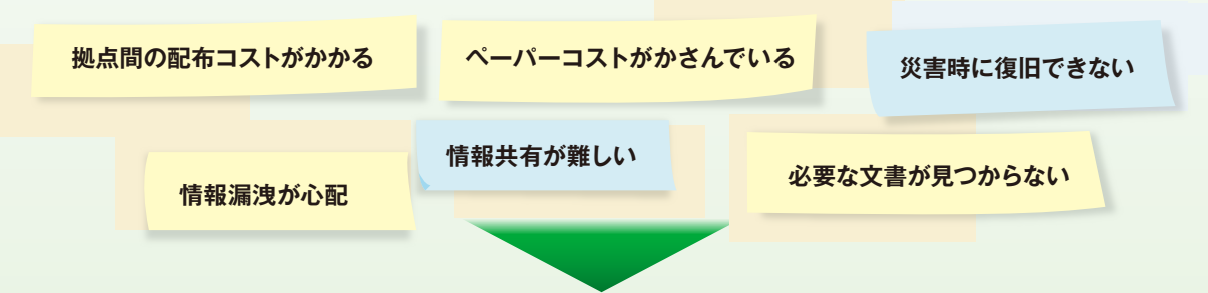 拠点間の配布コストがかかる
ペーパーコストがかさんでいる
災害時に復旧できない
情報漏洩が心配
情報共有が難しい
必要な文書が見つからない